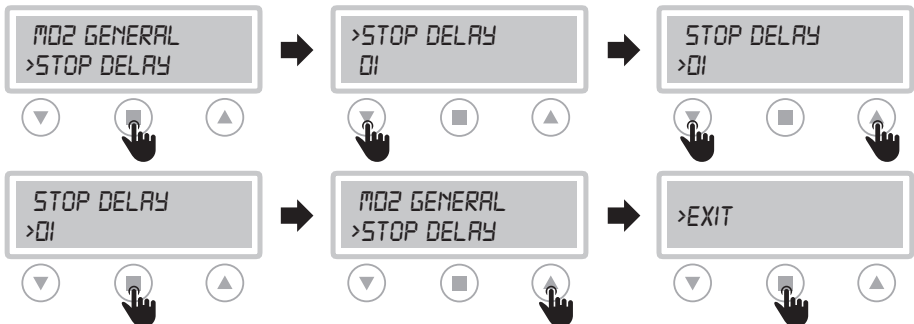 M02 GENERAL
>STOP DELAY
>STOP DELAY
01
STOP DELAY
>01
STOP DELAY
>01
M02 GENERAL
>STOP DELAY
>EXIT